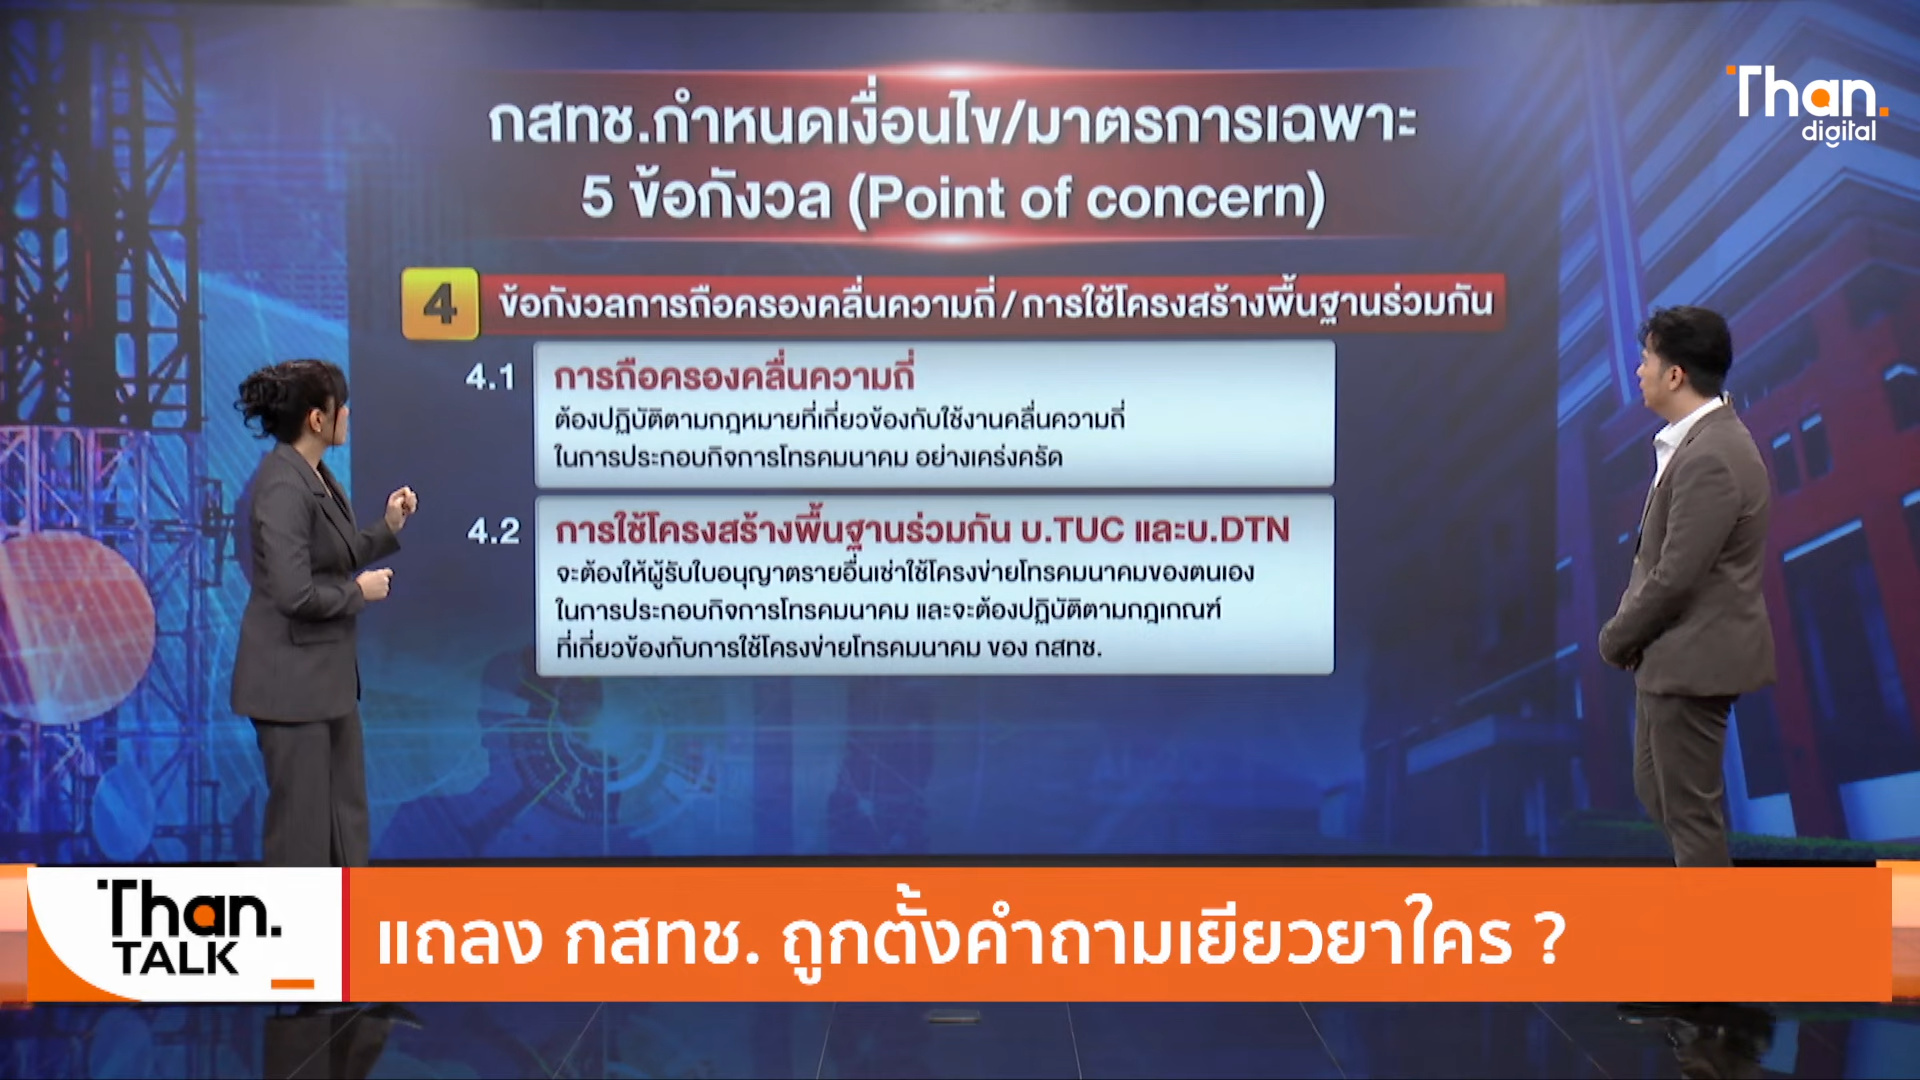 กสทช.กำหนดเงื่อนไข/มาตรการเฉพาะ
5 ข้อกังวล (Point of concern)
Than.
digital
4 ข้อกังวลการถือครองคลื่นความถี่/การใช้โครงสร้างพื้นฐานร่วมกัน
4.1 การถือครองคลื่นความถี่
ต้องปฏิบัติตามกฎหมายที่เกี่ยวข้องกับใช้งานคลื่นความถี่
ในการประกอบกิจการโทรคมนาคม อย่างเคร่งครัด
4.2 การใช้โครงสร้างพื้นฐานร่วมกัน บ.TUC และบ.DTN
จะต้องให้ผู้รับใบอนุญาตรายอื่นเช่าใช้โครงข่ายโทรคมนาคมของตนเอง
ในการประกอบกิจการโทรคมนาคม และจะต้องปฏิบัติตามกฎเกณฑ์
ที่เกี่ยวข้องกับการใช้โครงข่ายโทรคมนาคม ของ กสทช.
Than.
TALK
แถลง กสทช. ถูกตั้งคำถามเยียวยาใคร ?